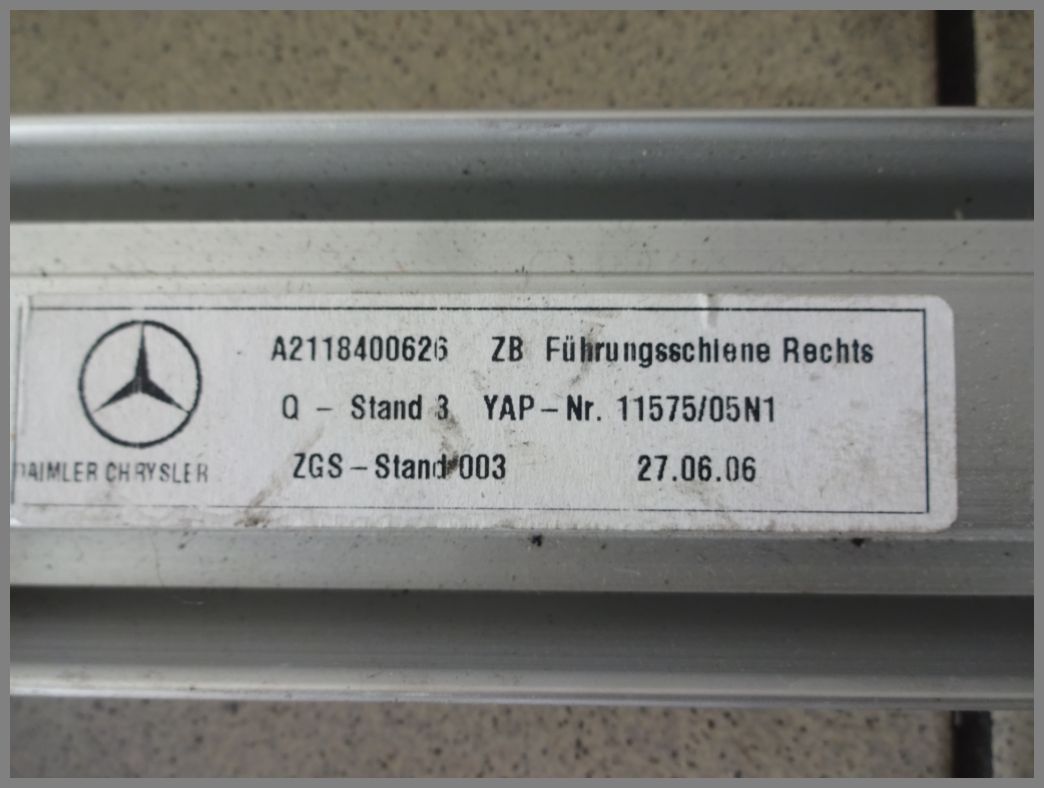 A2118400626 ZB Führungsschiene Rechts
Q - Stand 3 YAP-Nr. 11575/05N1
DAIMLER CHRYSLER ZGS-Stand 003 27.06.06